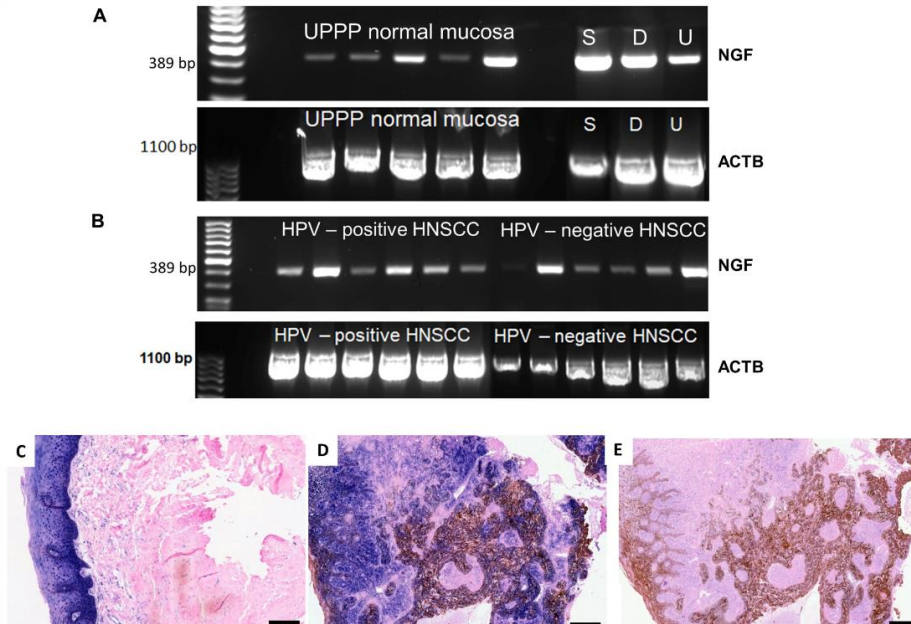 A
UPPP normal mucosa S D U
389 bp NGF
UPPP normal mucosa S D U
1100 bp ACTB
B
HPV – positive HNSCC HPV – negative HNSCC
389 bp NGF
HPV – positive HNSCC HPV – negative HNSCC
1100 bp ACTB
C D E